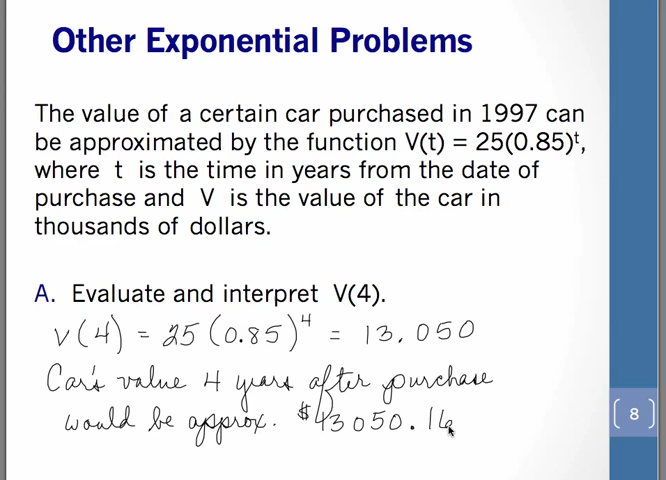 Other Exponential Problems
The value of a certain car purchased in 1997 can
be approximated by the function V(t) = 25(0.85)ᵗ,
where t is the time in years from the date of
purchase and V is the value of the car in
thousands of dollars.
A. Evaluate and interpret V(4).
V(4) = 25(0.85)⁴ = 13.050
Car's value 4 years after purchase
would be approx. $13050.16
8